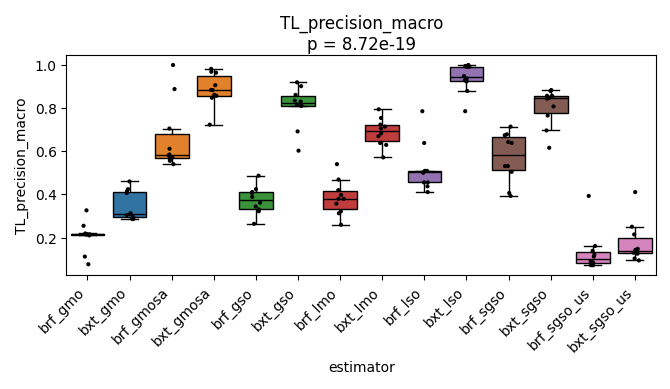 TL_precision_macro
p = 8.72e-19
TL_precision_macro
1.0
0.8
0.6
0.4
0.2
brf_gmo
bxt_gmo
brf_gmosa
bxt_gmosa
brf_gso
bxt_gso
brf_lmo
bxt_lmo
brf_lso
bxt_lso
brf_sgso
bxt_sgso
brf_sgso_us
bxt_sgso_us
estimator